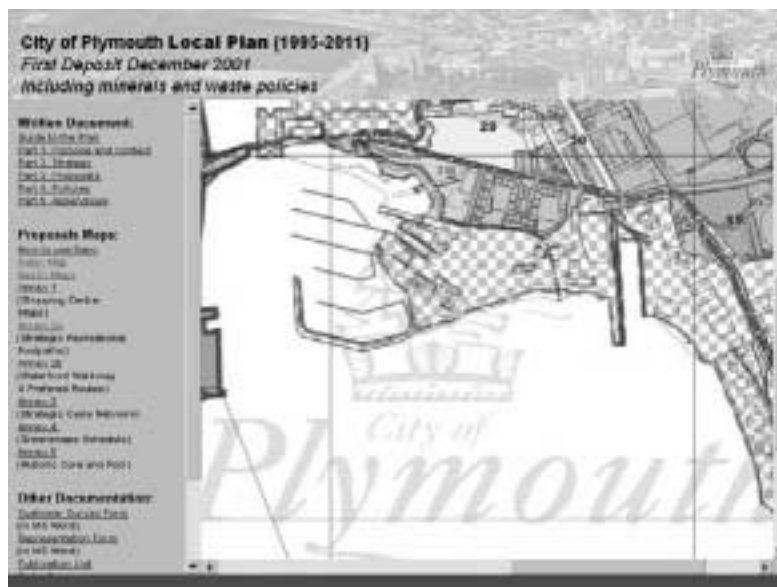 City of Plymouth Local Plan (1995-2011)
First Deposit December 2001
Including minerals and waste policies
Plymouth
Written Document:
Guide to the Plan
Part 1. Purpose and Context
Part 2. Strategy
Part 3. Proposals
Part 4. Policies
Part 5. Appendices
Proposals Maps:
Annex 1
(Shopping Centre
Maps)
(Strategic Recreational
Footpaths)
Annex 2b
(Waterfront Walkway
& Preferred Routes)
Annex 3
(Strategic Cycle Network)
Annex 4
(Greenscape Schedule)
Annex 5
(Historic Core and Park)
Other Documentation:
Customer Survey Form
(in MS Word)
Representation Form
(in MS Word)
Publication List
City of
Plymouth